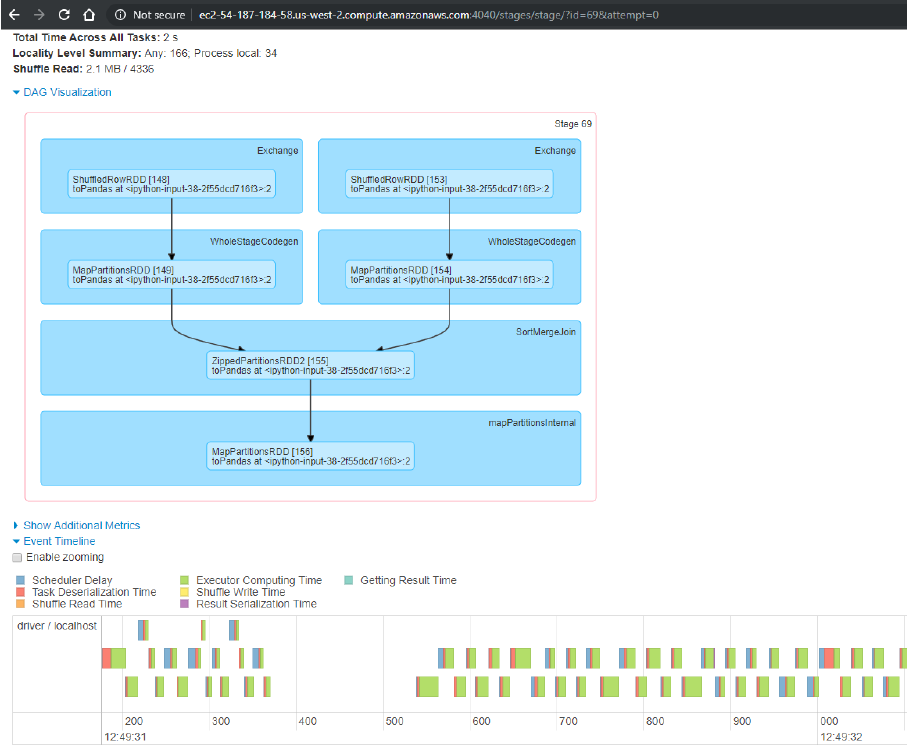 Not secure | ec2-54-187-184-58.us-west-2.compute.amazonaws.com:4040/stages/stage/?id=69&attempt=0
Total Time Across All Tasks: 2 s
Locality Level Summary: Any: 166; Process local: 34
Shuffle Read: 2.1 MB / 4336
DAG Visualization
Stage 69
Exchange
ShuffledRowRDD [148]
toPandas at <ipython-input-38-2f55dcd716f3>:2
Exchange
ShuffledRowRDD [153]
toPandas at <ipython-input-38-2f55dcd716f3>:2
WholeStageCodegen
MapPartitionsRDD [149]
toPandas at <ipython-input-38-2f55dcd716f3>:2
WholeStageCodegen
MapPartitionsRDD [154]
toPandas at <ipython-input-38-2f55dcd716f3>:2
SortMergeJoin
ZippedPartitionsRDD2 [155]
toPandas at <ipython-input-38-2f55dcd716f3>:2
mapPartitionsInternal
MapPartitionsRDD [156]
toPandas at <ipython-input-38-2f55dcd716f3>:2
Show Additional Metrics
Event Timeline
Enable zooming
Scheduler Delay Executor Computing Time Getting Result Time
Task Deserialization Time Shuffle Write Time
Shuffle Read Time Result Serialization Time
driver / localhost
200 300 400 500 600 700 800 900 000
12:49:31 12:49:32